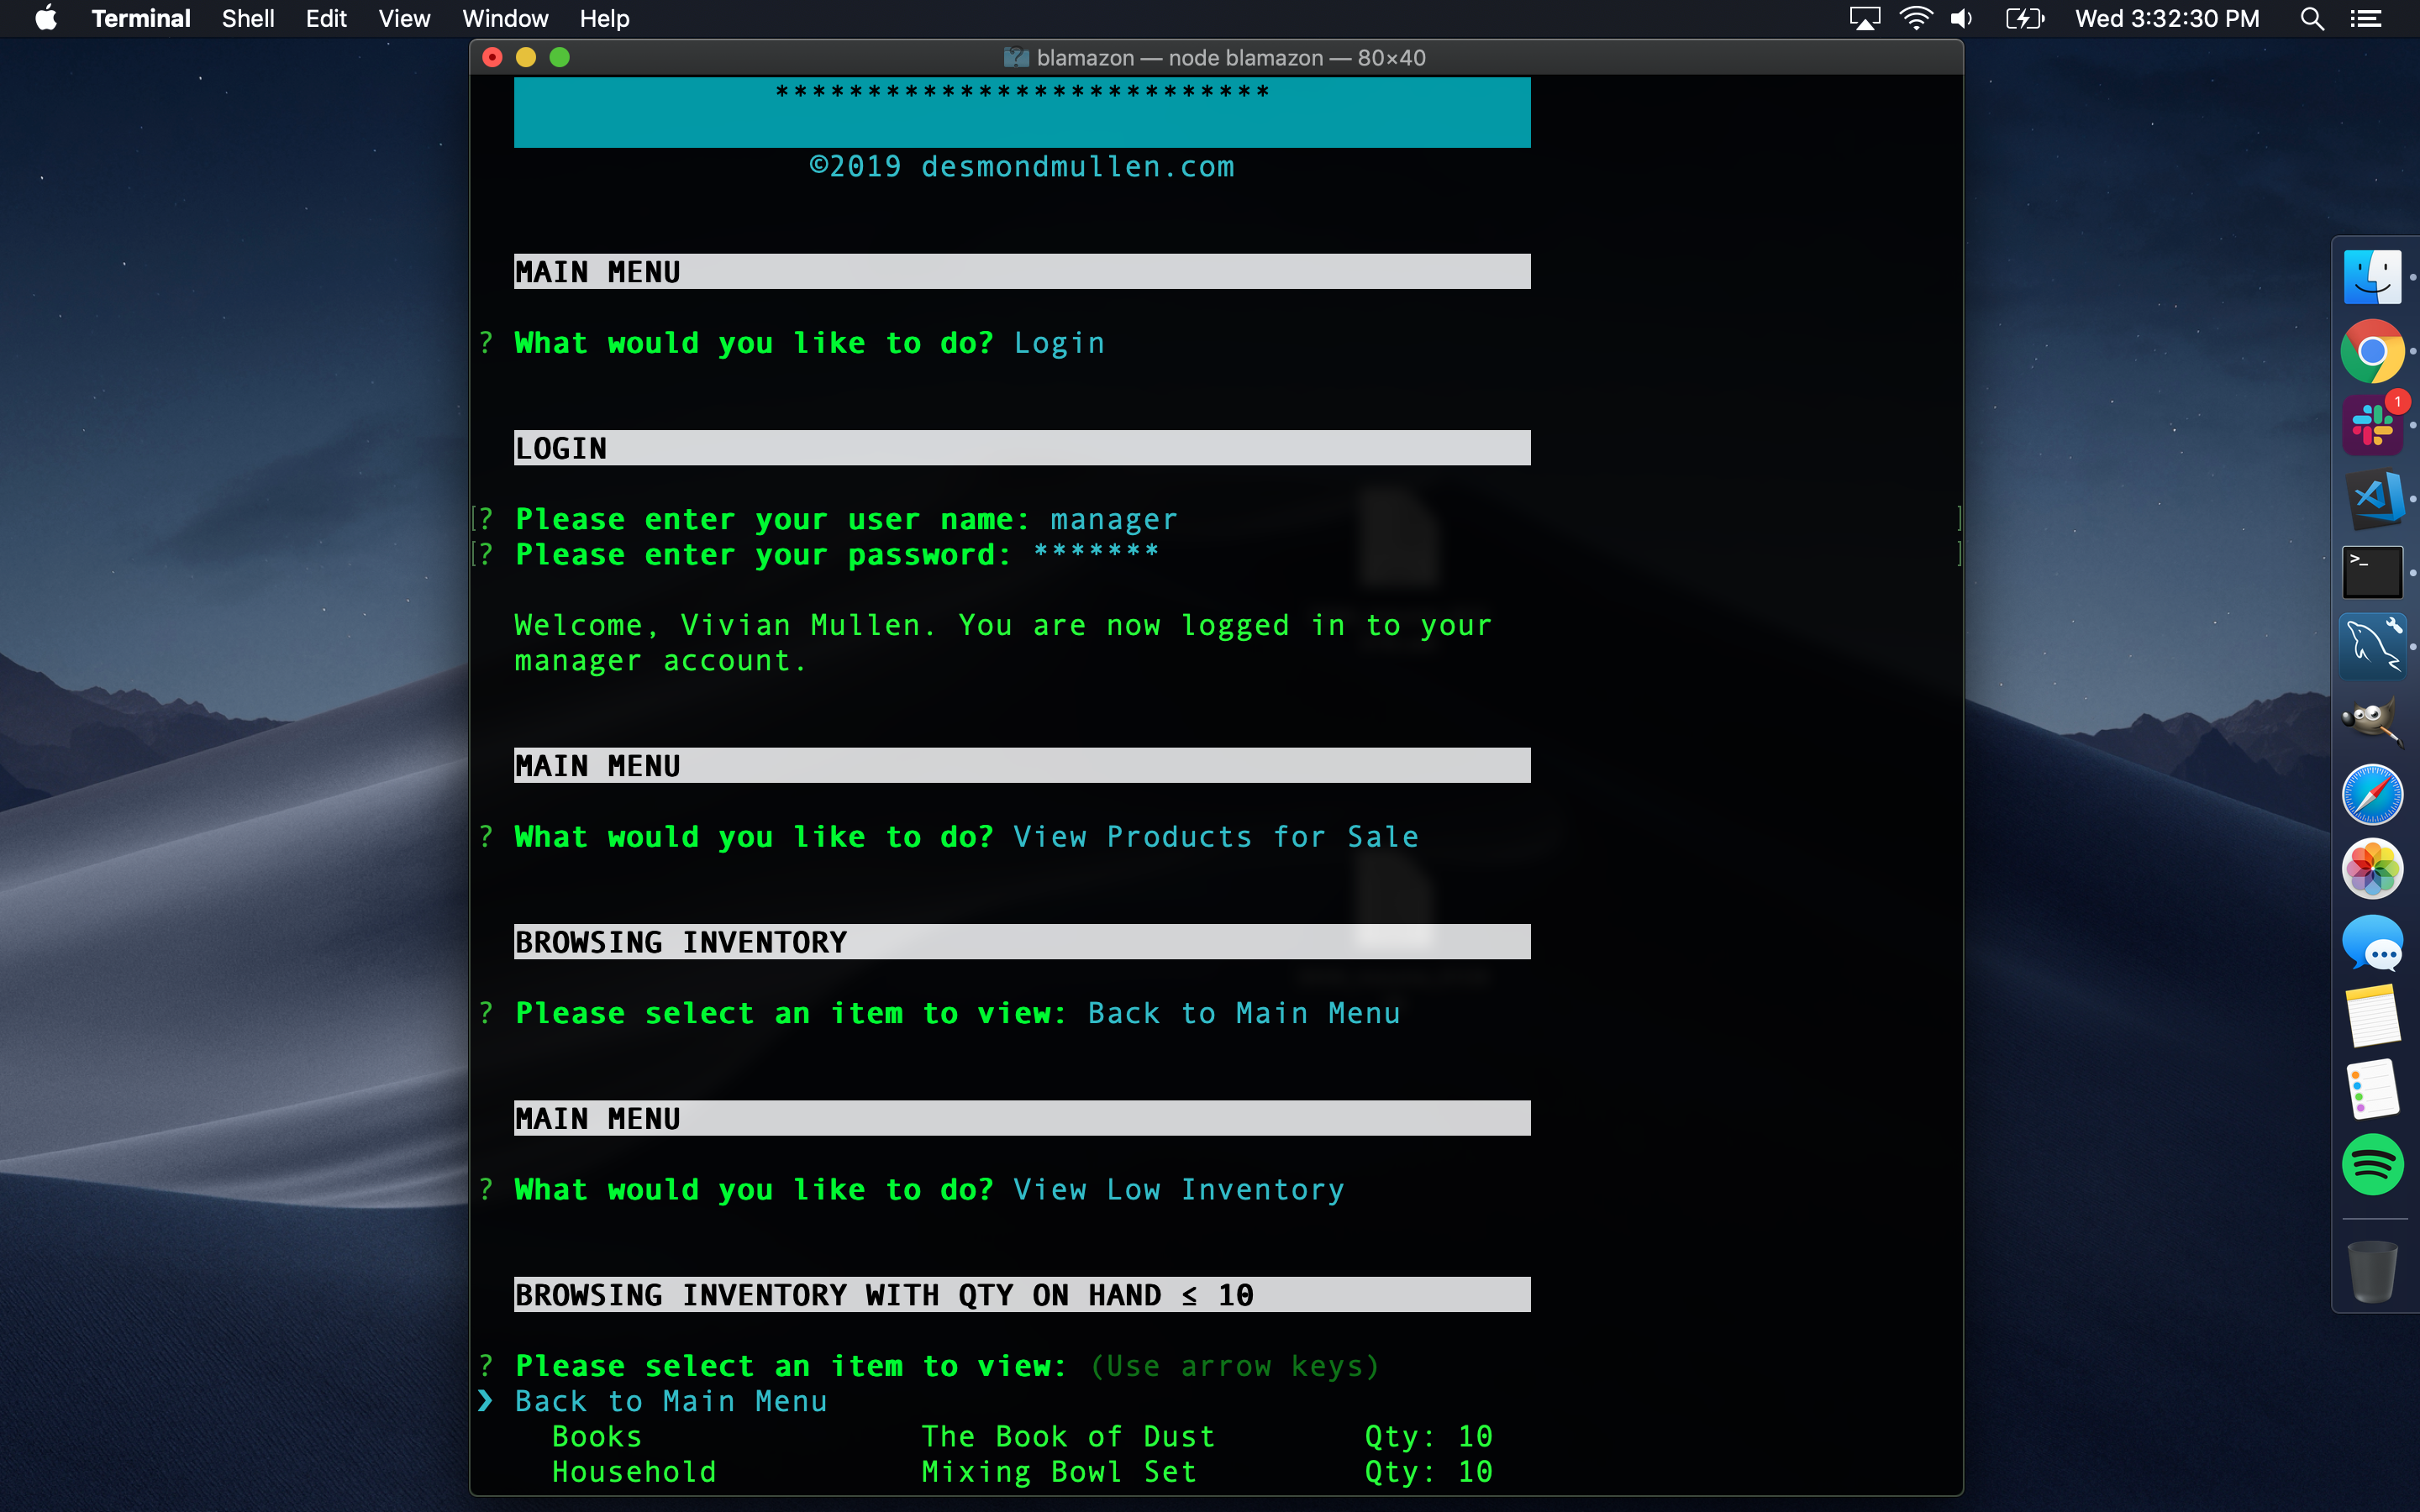 Terminal Shell Edit View Window Help Wed 3:32:30 PM
blamazon — node blamazon — 80×40
***************************
©2019 desmondmullen.com
MAIN MENU
? What would you like to do? Login
LOGIN
[? Please enter your user name: manager ]
[? Please enter your password: ******* ]
Welcome, Vivian Mullen. You are now logged in to your
manager account.
MAIN MENU
? What would you like to do? View Products for Sale
BROWSING INVENTORY
? Please select an item to view: Back to Main Menu
MAIN MENU
? What would you like to do? View Low Inventory
BROWSING INVENTORY WITH QTY ON HAND ≤ 10
? Please select an item to view: (Use arrow keys)
❯ Back to Main Menu
Books The Book of Dust Qty: 10
Household Mixing Bowl Set Qty: 10
1
>_